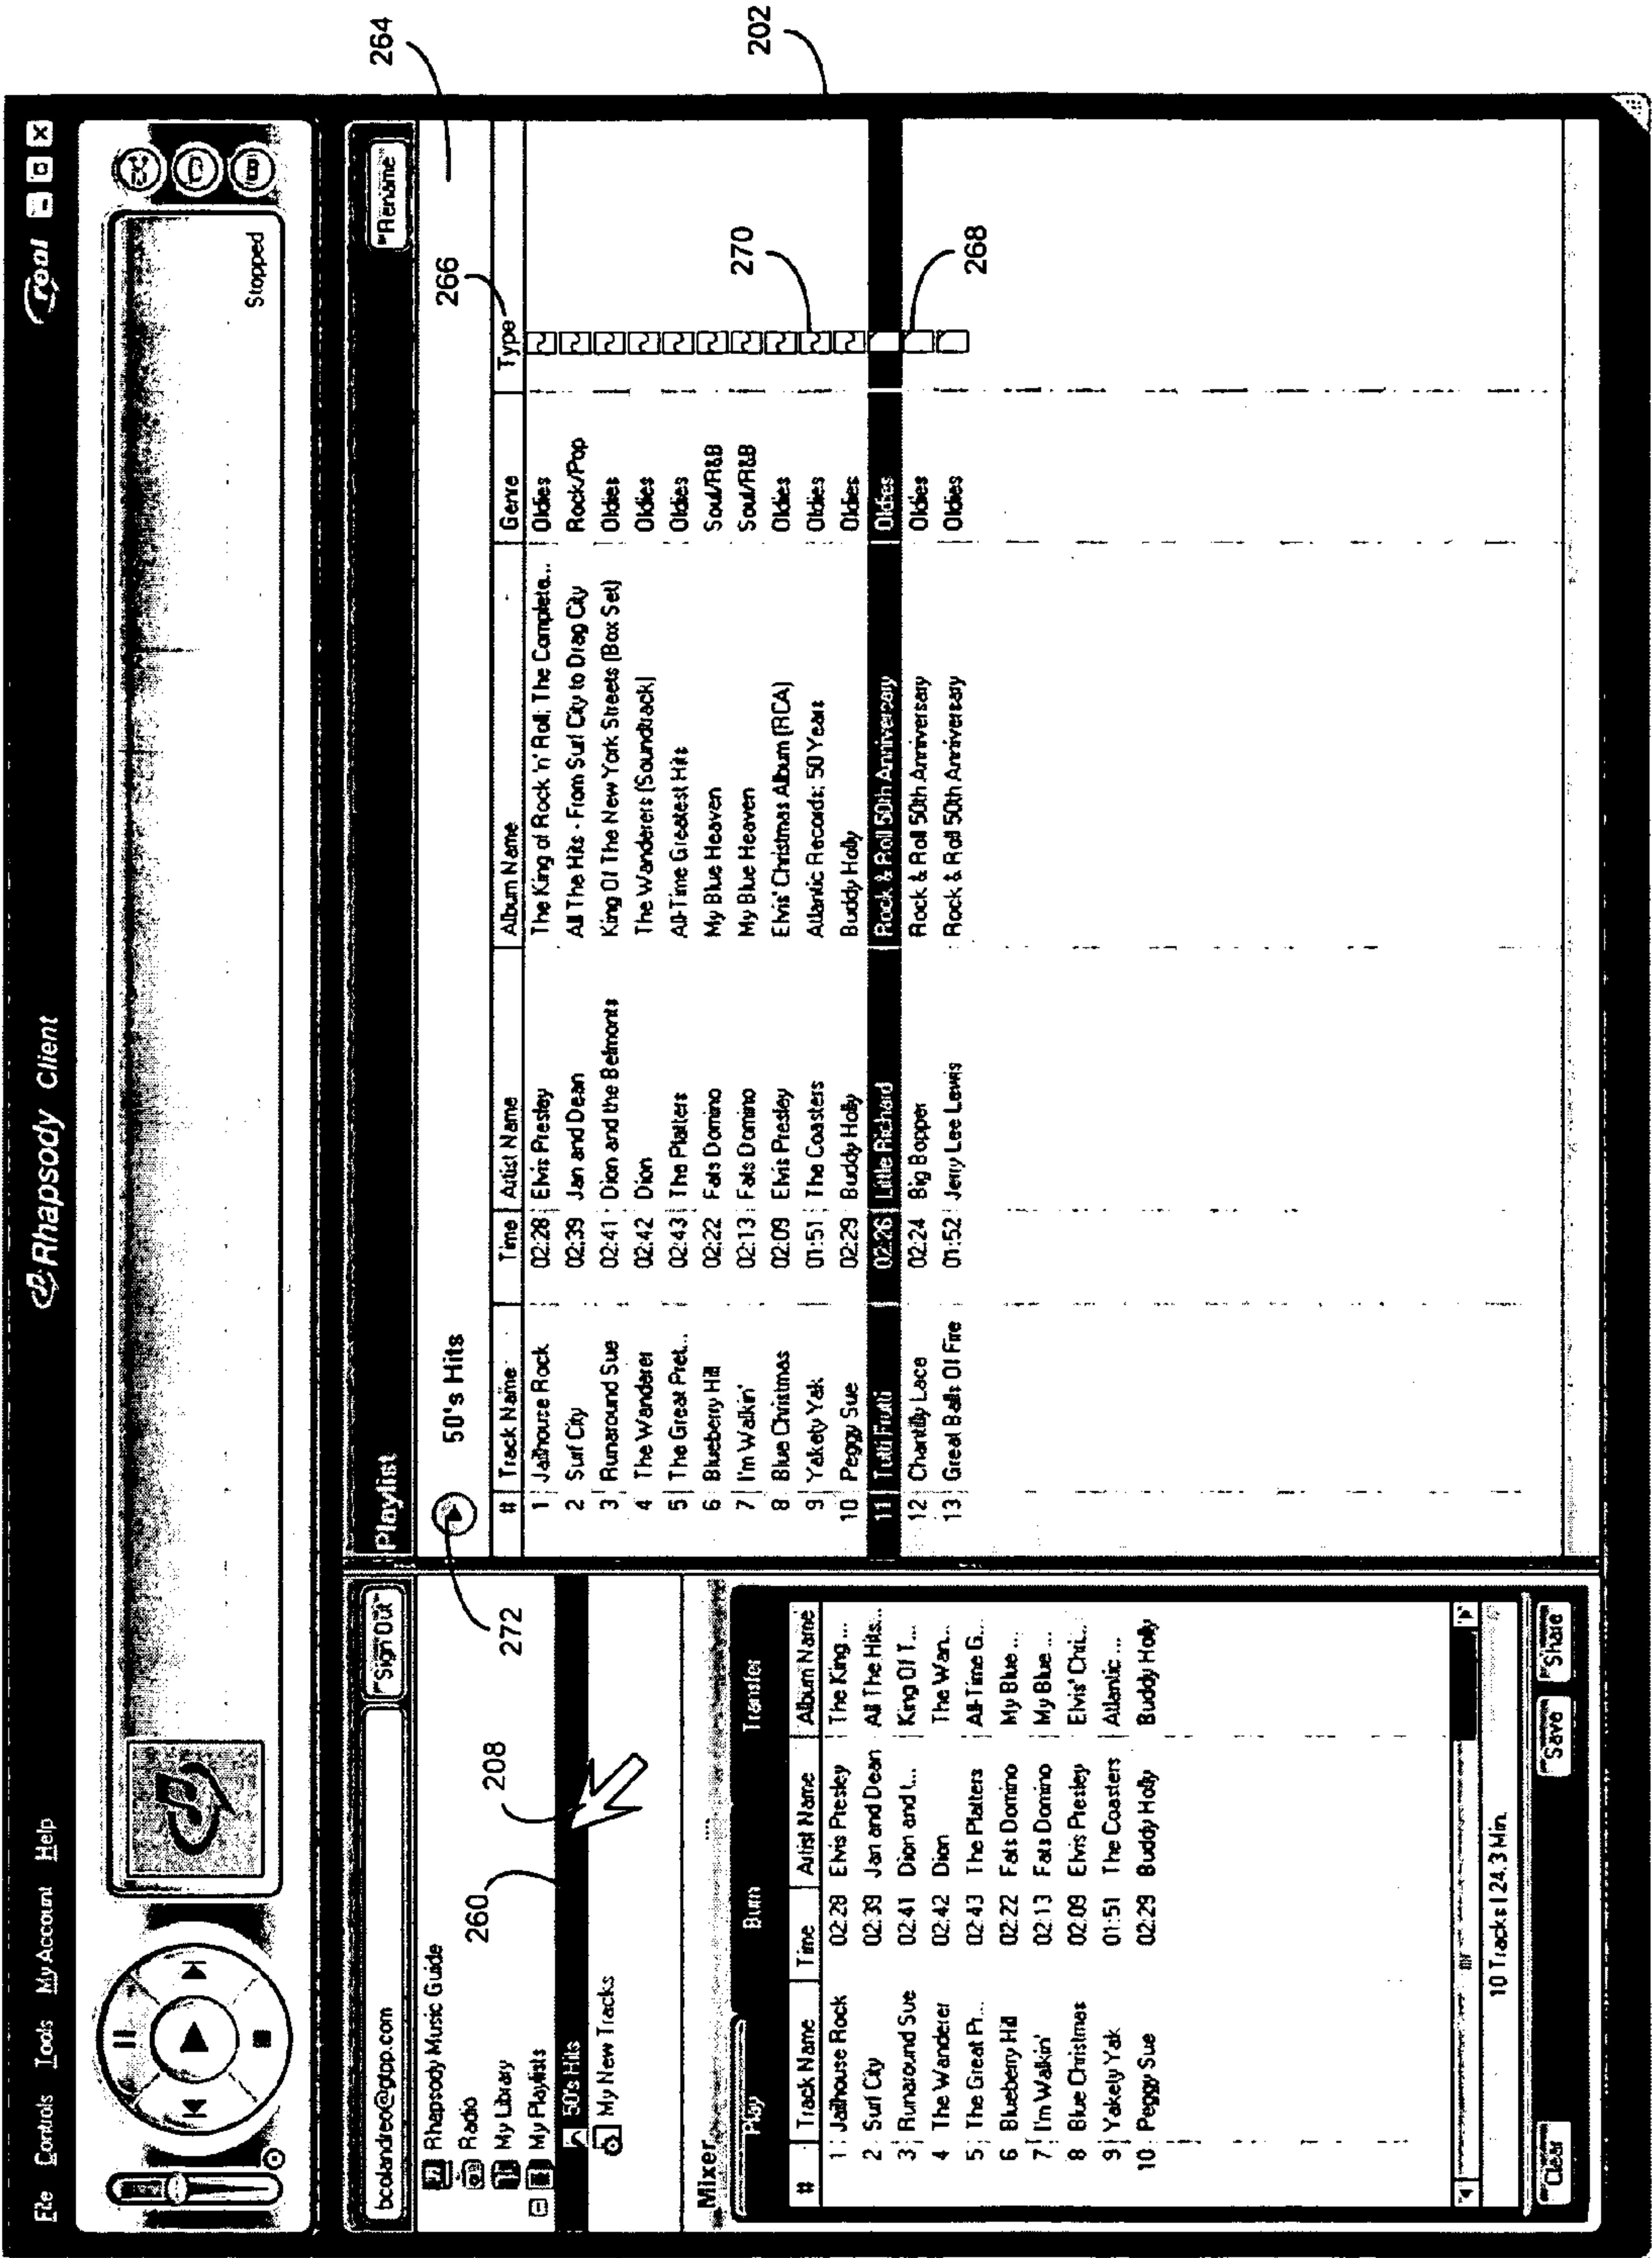 Rhapsody Client
real
File Controls Tools My Account Help
Stopped
bcolandreo@gtpp.com
Sign Out
Rhapsody Music Guide
Radio
My Library
My Playlists
50's Hits
My New Tracks
260
208
272
Mixer
Play Burn Transfer
# Track Name Time Artist Name Album Name
1 Jailhouse Rock 02:28 Elvis Presley The King ...
2 Surf City 02:39 Jan and Dean All The Hits...
3 Runaround Sue 02:41 Dion and t... King Of T...
4 The Wanderer 02:42 Dion The Wan...
5 The Great Pr... 02:43 The Platters All-Time G...
6 Blueberry Hill 02:22 Fats Domino My Blue ...
7 I'm Walkin' 02:13 Fats Domino My Blue ...
8 Blue Christmas 02:09 Elvis Presley Elvis' Chri...
9 Yakety Yak 01:51 The Coasters Atlantic ...
10 Peggy Sue 02:29 Buddy Holly Buddy Holly
10 Tracks | 24.3 Min.
Clear Save Share
Playlist
Rename
50's Hits
266
264
# Track Name Time Artist Name Album Name Genre Type
1 Jailhouse Rock 02:28 Elvis Presley The King of Rock 'n' Roll; The Complete... Oldies
2 Surf City 02:39 Jan and Dean All The Hits - From Surf City to Drag City Rock/Pop
3 Runaround Sue 02:41 Dion and the Belmonts King Of The New York Streets (Box Set) Oldies
4 The Wanderer 02:42 Dion The Wanderers [Soundtrack] Oldies
5 The Great Pret... 02:43 The Platters All-Time Greatest Hits Oldies
6 Blueberry Hill 02:22 Fats Domino My Blue Heaven Soul/R&B
7 I'm Walkin' 02:13 Fats Domino My Blue Heaven Soul/R&B
8 Blue Christmas 02:09 Elvis Presley Elvis' Christmas Album (RCA) Oldies
9 Yakety Yak 01:51 The Coasters Atlantic Records: 50 Years Oldies
10 Peggy Sue 02:29 Buddy Holly Buddy Holly Oldies
11 Tutti Frutti 02:26 Little Richard Rock & Roll 50th Anniversary Oldies
12 Chantilly Lace 02:24 Big Bopper Rock & Roll 50th Anniversary Oldies
13 Great Balls Of Fire 01:52 Jerry Lee Lewis Rock & Roll 50th Anniversary Oldies
270
268
202